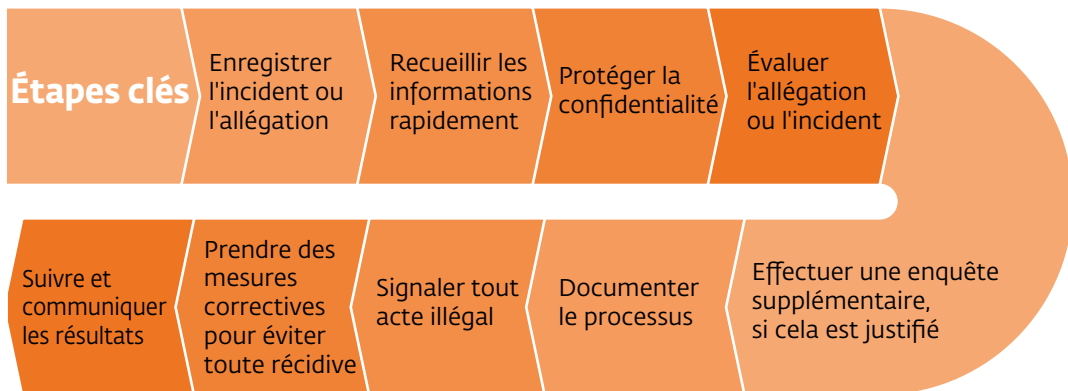 Étapes clés
Enregistrer
l'incident ou
l'allégation
Recueillir les
informations
rapidement
Protéger la
confidentialité
Évaluer
l'allégation
ou l'incident
Effectuer une enquête
supplémentaire,
si cela est justifié
Documenter
le processus
Signaler tout
acte illégal
Prendre des
mesures
correctives
pour éviter
toute récidive
Suivre et
communiquer
les résultats